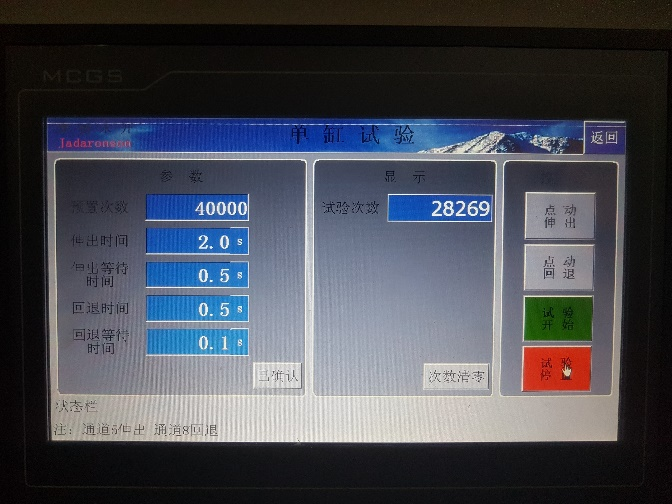 MCGS
单缸试验
Jadaronson
返回
参数
预置次数 40000
伸出时间 2.0 s
伸出等待
时间 0.5 s
回退时间 0.5 s
回退等待
时间 0.1 s
已确认
显示
试验次数 28269
次数清零
点动
伸出
点动
回退
试验
开始
试验
停
状态栏
注: 通道5伸出 通道8回退